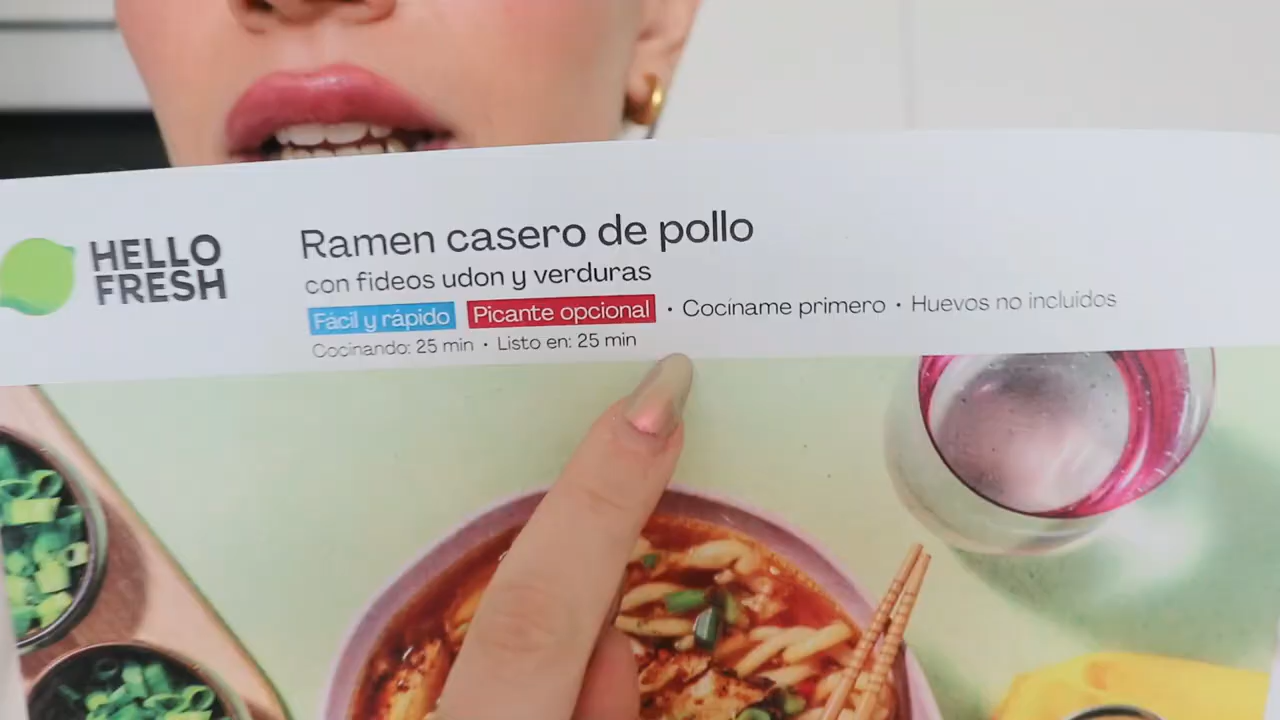 HELLO
FRESH
Ramen casero de pollo
con fideos udon y verduras
Fácil y rápido Picante opcional • Cocíname primero • Huevos no incluidos
Cocinando: 25 min • Listo en: 25 min